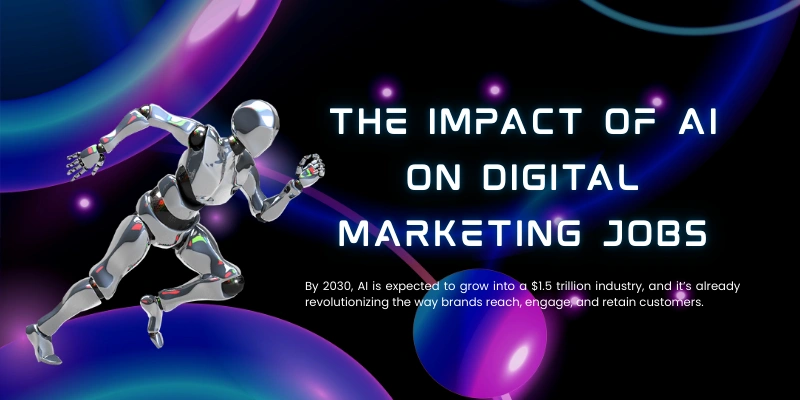 THE IMPACT OF AI
ON DIGITAL
MARKETING JOBS
By 2030, AI is expected to grow into a $1.5 trillion industry, and it's already
revolutionizing the way brands reach, engage, and retain customers.